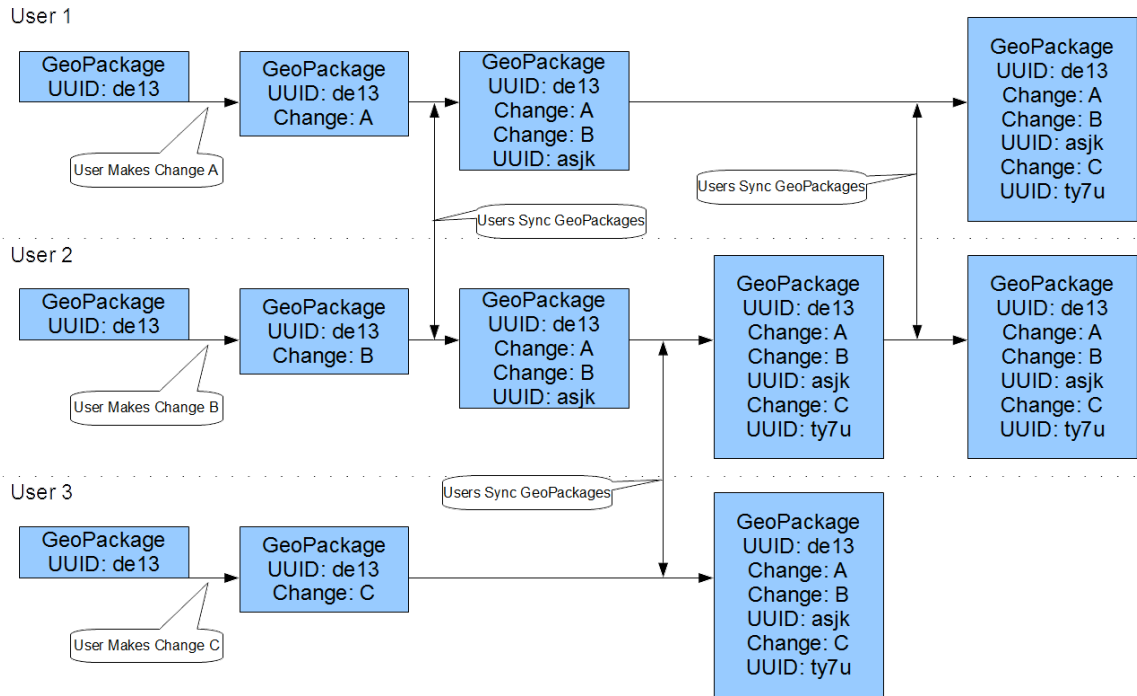 User 1
GeoPackage
UUID: de13
User Makes Change A
GeoPackage
UUID: de13
Change: A
GeoPackage
UUID: de13
Change: A
Change: B
UUID: asjk
Users Sync GeoPackages
Users Sync GeoPackages
GeoPackage
UUID: de13
Change: A
Change: B
UUID: asjk
Change: C
UUID: ty7u
User 2
GeoPackage
UUID: de13
User Makes Change B
GeoPackage
UUID: de13
Change: B
GeoPackage
UUID: de13
Change: A
Change: B
UUID: asjk
GeoPackage
UUID: de13
Change: A
Change: B
UUID: asjk
Change: C
UUID: ty7u
GeoPackage
UUID: de13
Change: A
Change: B
UUID: asjk
Change: C
UUID: ty7u
Users Sync GeoPackages
User 3
GeoPackage
UUID: de13
User Makes Change C
GeoPackage
UUID: de13
Change: C
GeoPackage
UUID: de13
Change: A
Change: B
UUID: asjk
Change: C
UUID: ty7u